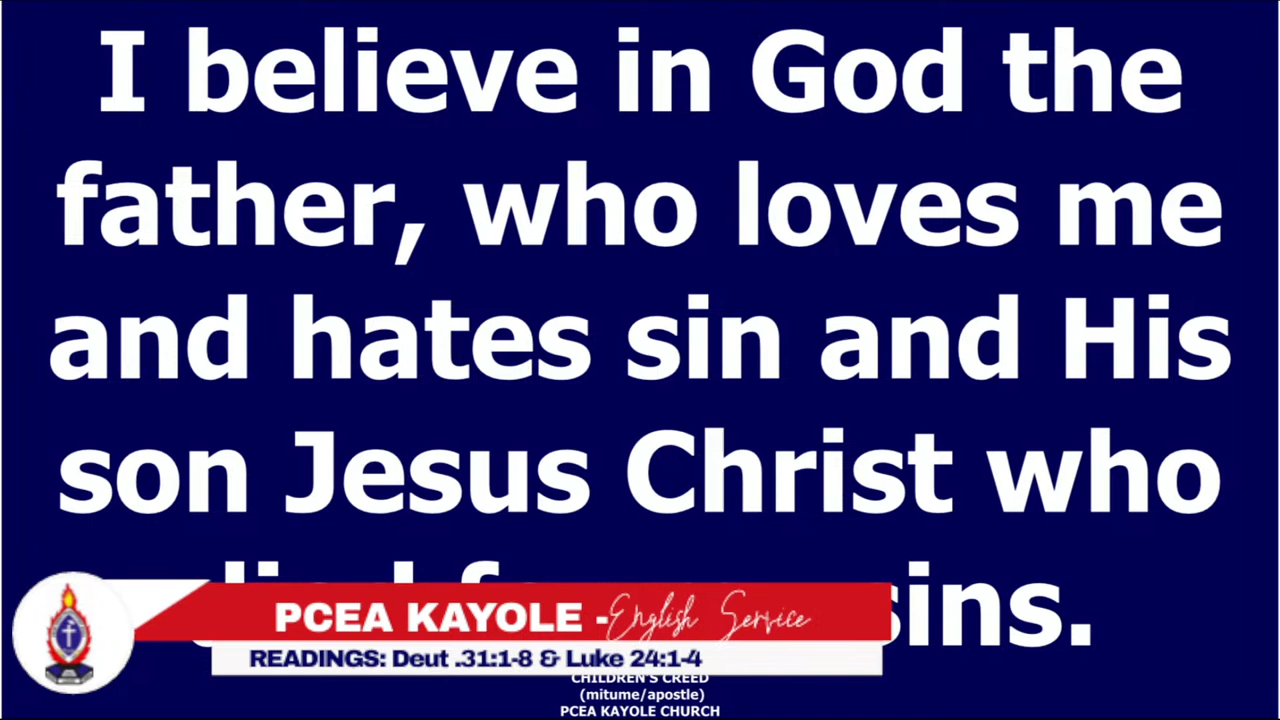 I believe in God the
father, who loves me
and hates sin and His
son Jesus Christ who
sins.
PCEA KAYOLE -English Service
READINGS: Deut .31:1-8 & Luke 24:1-4
CHILDREN'S CREED
(mitume/apostle)
PCEA KAYOLE CHURCH